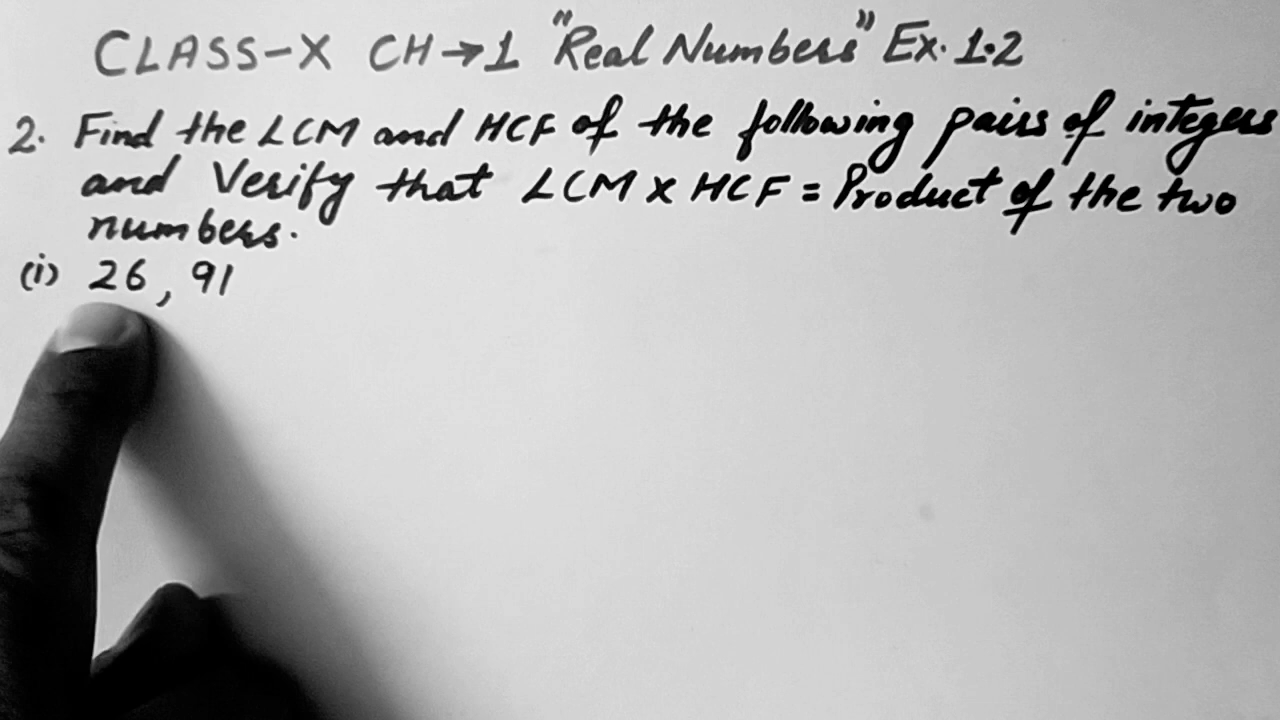 CLASS-X CH→1 "Real Numbers" Ex. 1.2
2. Find the LCM and HCF of the following pairs of integers
and Verify that LCM x HCF = Product of the two
numbers.
(i) 26, 91